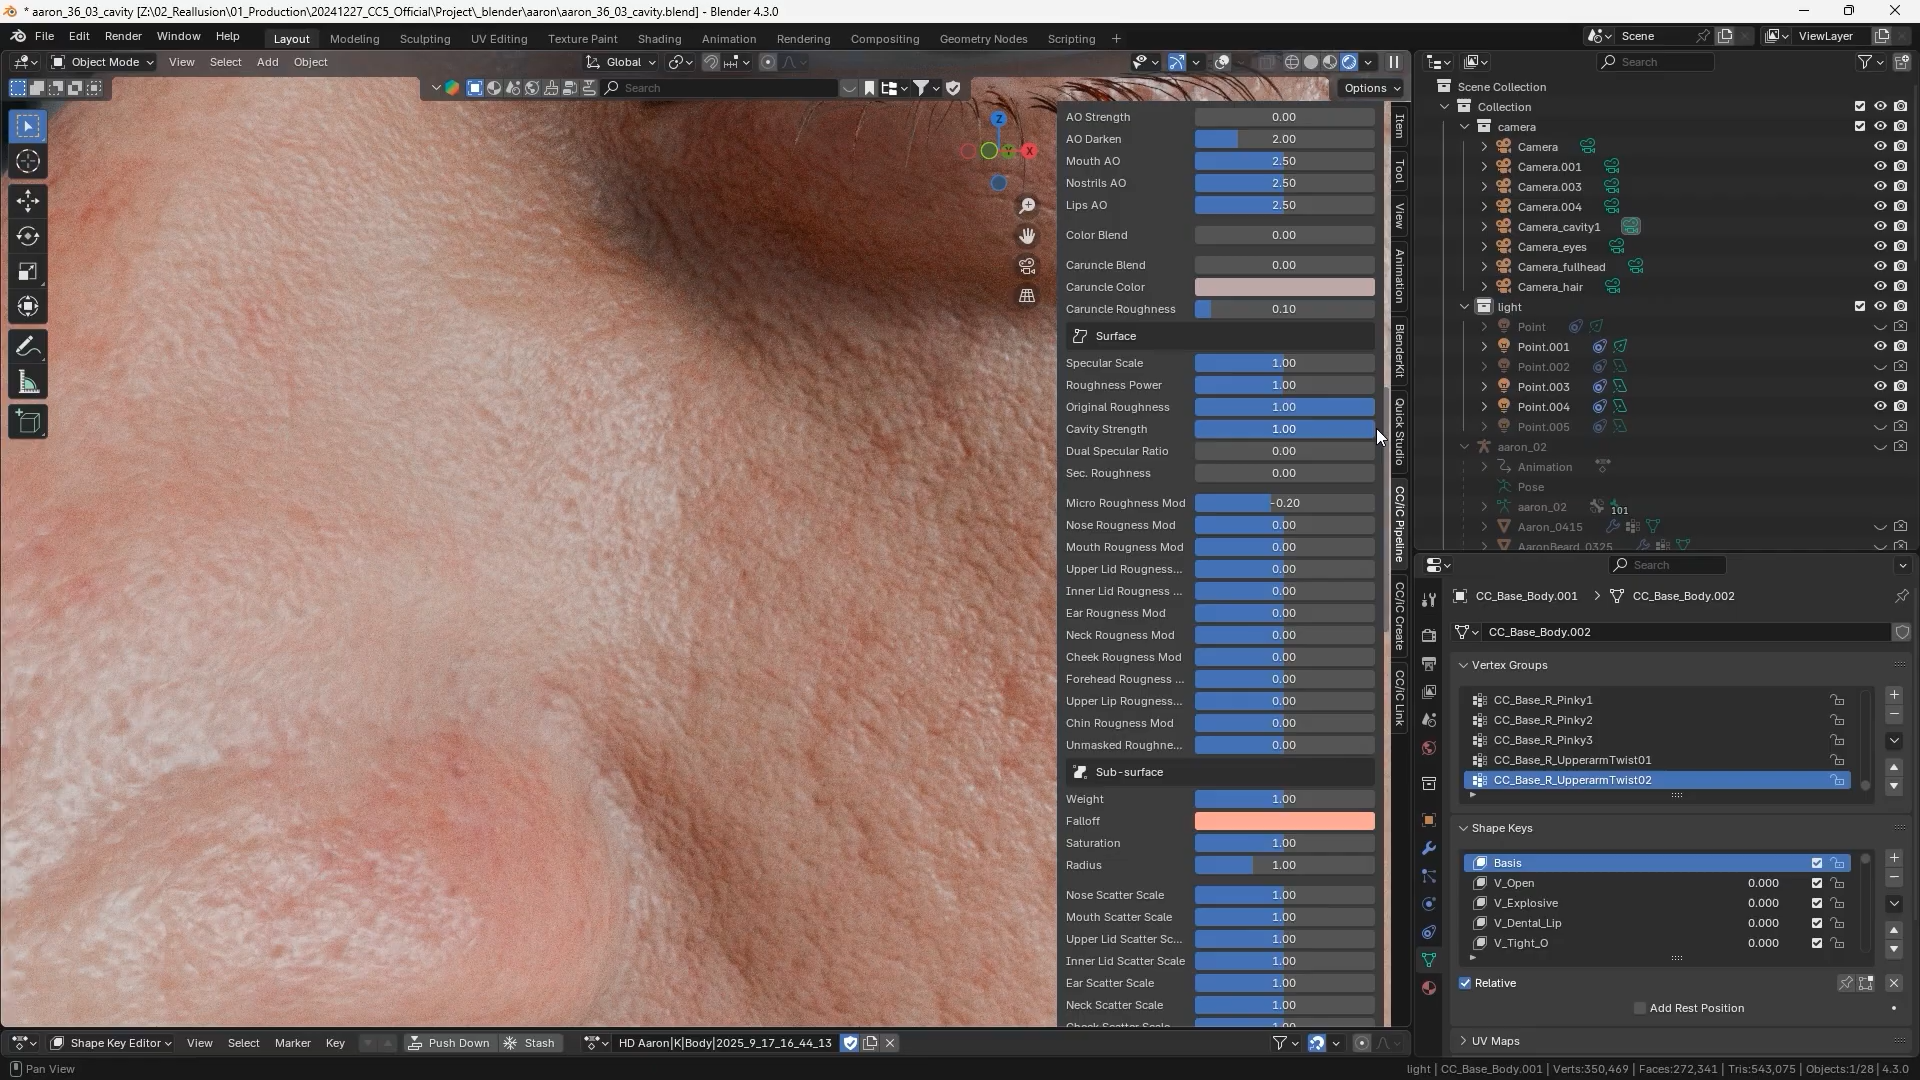 * aaron_36_03_cavity [Z:\02_Reallusion\01_Production\20241227_CC5_Official\Project\_blender\aaron\aaron_36_03_cavity.blend] - Blender 4.3.0
File Edit Render Window Help
Layout Modeling Sculpting UV Editing Texture Paint Shading Animation Rendering Compositing Geometry Nodes Scripting +
Scene
ViewLayer
Object Mode
View Select Add Object
Global
Search
Options
Z
X
AO Strength 0.00
AO Darken 2.00
Mouth AO 2.50
Nostrils AO 2.50
Lips AO 2.50
Color Blend 0.00
Caruncle Blend 0.00
Caruncle Color
Caruncle Roughness 0.10
Surface
Specular Scale 1.00
Roughness Power 1.00
Original Roughness 1.00
Cavity Strength 1.00
Dual Specular Ratio 0.00
Sec. Roughness 0.00
Micro Roughness Mod -0.20
Nose Rougness Mod 0.00
Mouth Rougness Mod 0.00
Upper Lid Rougness... 0.00
Inner Lid Rougness ... 0.00
Ear Rougness Mod 0.00
Neck Rougness Mod 0.00
Cheek Rougness Mod 0.00
Forehead Rougness ... 0.00
Upper Lip Rougness... 0.00
Chin Rougness Mod 0.00
Unmasked Roughne... 0.00
Sub-surface
Weight 1.00
Falloff
Saturation 1.00
Radius 1.00
Nose Scatter Scale 1.00
Mouth Scatter Scale 1.00
Upper Lid Scatter Sc... 1.00
Inner Lid Scatter Scale 1.00
Ear Scatter Scale 1.00
Neck Scatter Scale 1.00
Cheek Scatter Scale 1.00
Item
Tool
View
Animation
BlenderKit
Quick Studio
CC/iC Pipeline
CC/iC Create
CC/iC Link
Search
Scene Collection
Collection
camera
Camera
Camera.001
Camera.003
Camera.004
Camera_cavity1
Camera_eyes
Camera_fullhead
Camera_hair
light
Point
Point.001
Point.002
Point.003
Point.004
Point.005
aaron_02
Animation
Pose
aaron_02 101
Aaron_0415
AaronBeard_0325
Search
CC_Base_Body.001 > CC_Base_Body.002
CC_Base_Body.002
Vertex Groups
CC_Base_R_Pinky1
CC_Base_R_Pinky2
CC_Base_R_Pinky3
CC_Base_R_UpperarmTwist01
CC_Base_R_UpperarmTwist02
Shape Keys
Basis
V_Open 0.000
V_Explosive 0.000
V_Dental_Lip 0.000
V_Tight_O 0.000
Relative
Add Rest Position
UV Maps
Shape Key Editor View Select Marker Key Push Down Stash HD Aaron|K|Body|2025_9_17_16_44_13
Pan View
light | CC_Base_Body.001 | Verts:350,469 | Faces:272,341 | Tris:543,075 | Objects:1/28 | 4.3.0